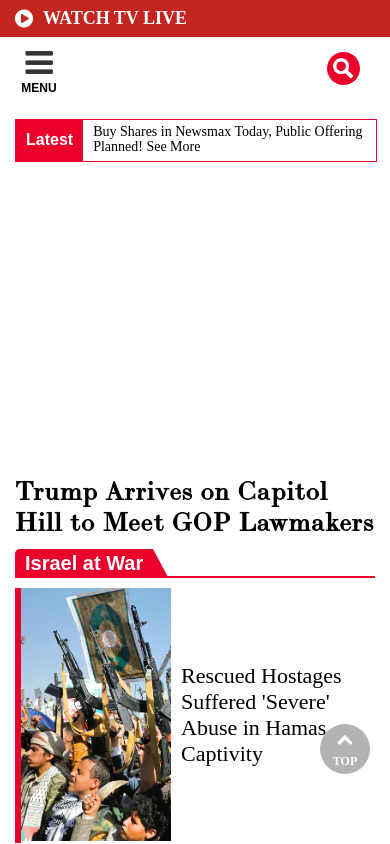 WATCH TV LIVE
MENU
Latest
Buy Shares in Newsmax Today, Public Offering
Planned! See More
Trump Arrives on Capitol
Hill to Meet GOP Lawmakers
Israel at War
Rescued Hostages
Suffered 'Severe'
Abuse in Hamas
Captivity
TOP